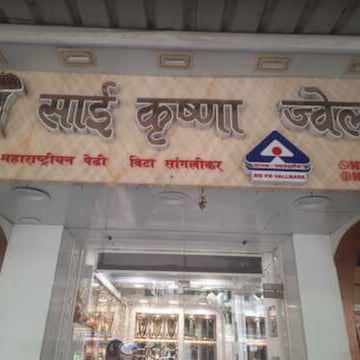 साई कृष्णा ज्वेल
महाराष्ट्रीयन पेढी विटा सांगलीकर
BIS 916 HALLMARK